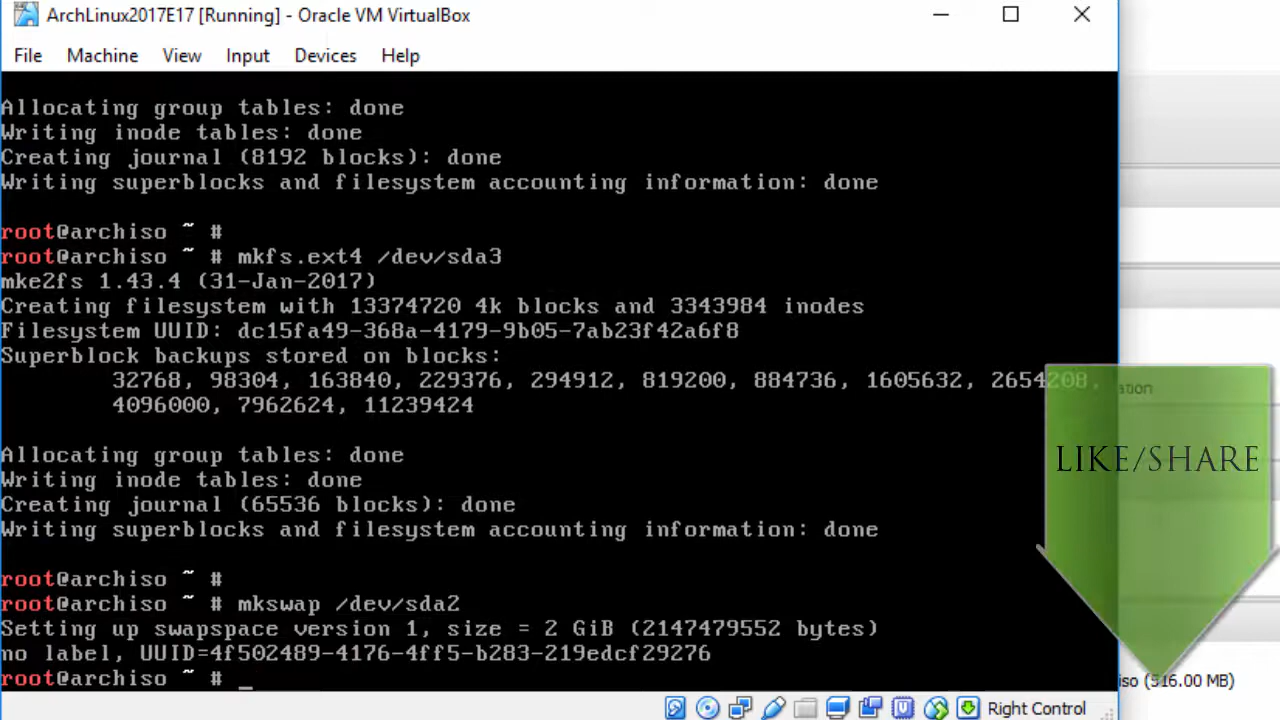 ArchLinux2017E17 [Running] - Oracle VM VirtualBox
File Machine View Input Devices Help
Allocating group tables: done
Writing inode tables: done
Creating journal (8192 blocks): done
Writing superblocks and filesystem accounting information: done
root@archiso ~ #
root@archiso ~ # mkfs.ext4 /dev/sda3
mke2fs 1.43.4 (31-Jan-2017)
Creating filesystem with 13374720 4k blocks and 3343984 inodes
Filesystem UUID: dc15fa49-368a-4179-9b05-7ab23f42a6f8
Superblock backups stored on blocks:
32768, 98304, 163840, 229376, 294912, 819200, 884736, 1605632, 2654208,
4096000, 7962624, 11239424
ation
Allocating group tables: done
LIKE/SHARE
Writing inode tables: done
Creating journal (65536 blocks): done
Writing superblocks and filesystem accounting information: done
root@archiso ~ #
root@archiso ~ # mkswap /dev/sda2
Setting up swapspace version 1, size = 2 GiB (2147479552 bytes)
no label, UUID=4f502489-4176-4ff5-b283-219edcf29276
root@archiso ~ # _
iso (516.00 MB)
Right Control